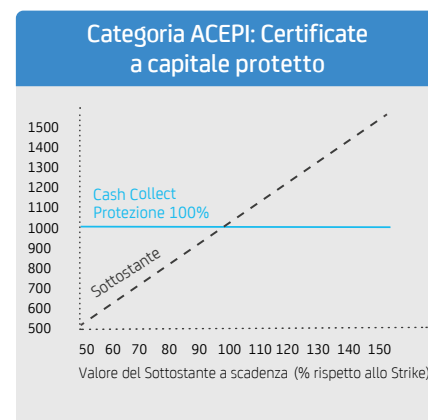 Categoria ACEPI: Certificate
a capitale protetto
1500
1400
1300
1200
1100
1000
900
800
700
600
500
Cash Collect
Protezione 100%
Sottostante
50 60 70 80 90 100 110 120 130 140 150
Valore del Sottostante a scadenza (% rispetto allo Strike)